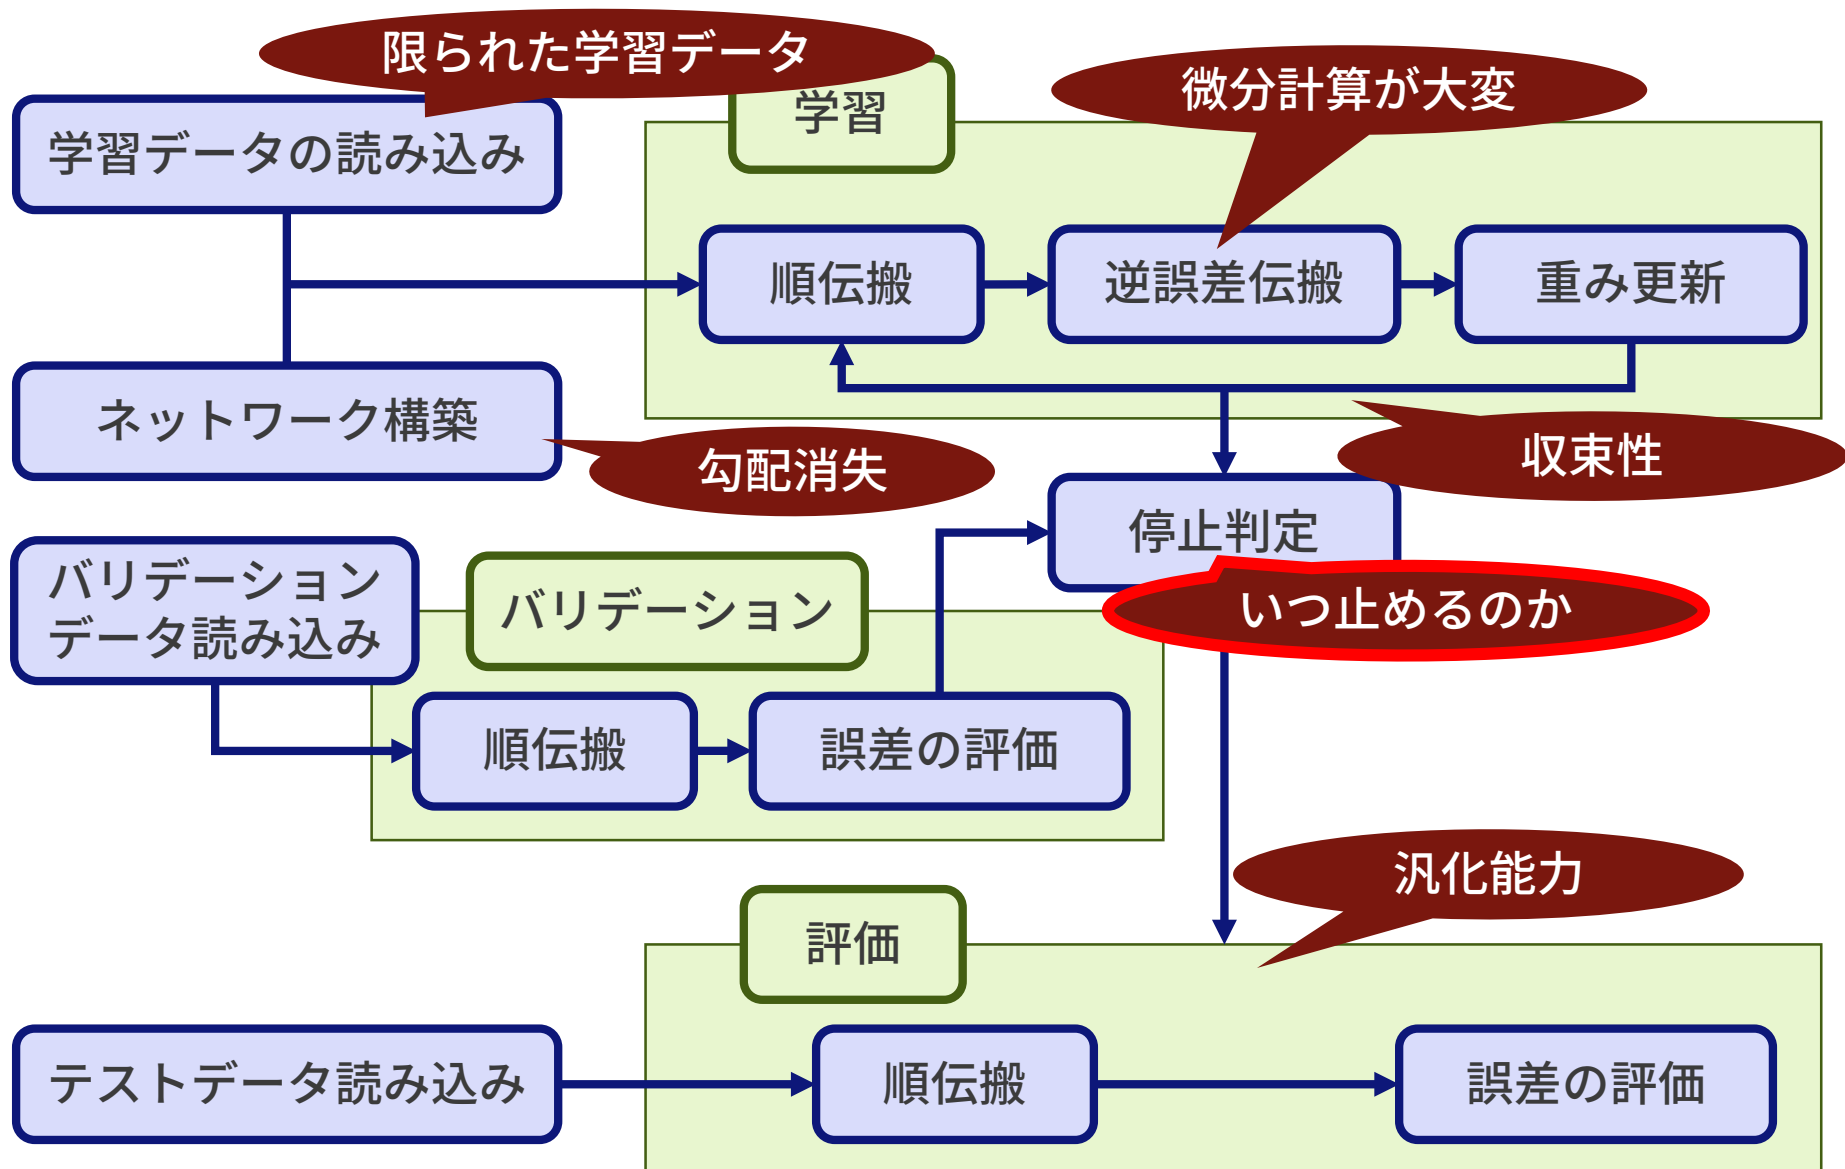 限られた学習データ
学習
微分計算が大変
学習データの読み込み
順伝搬
逆誤差伝搬
重み更新
ネットワーク構築
勾配消失
収束性
停止判定
いつ止めるのか
バリデーション
データ読み込み
バリデーション
順伝搬
誤差の評価
汎化能力
評価
テストデータ読み込み
順伝搬
誤差の評価